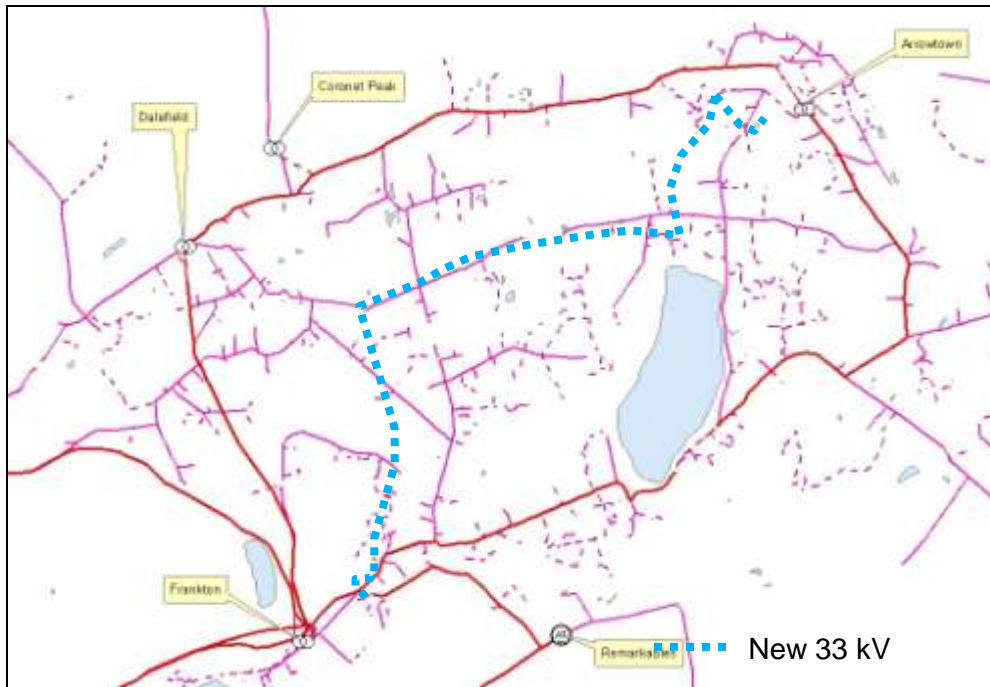 Arrowtown
Coronet Peak
Dalefield
Frankton
Remarkables
New 33 kV